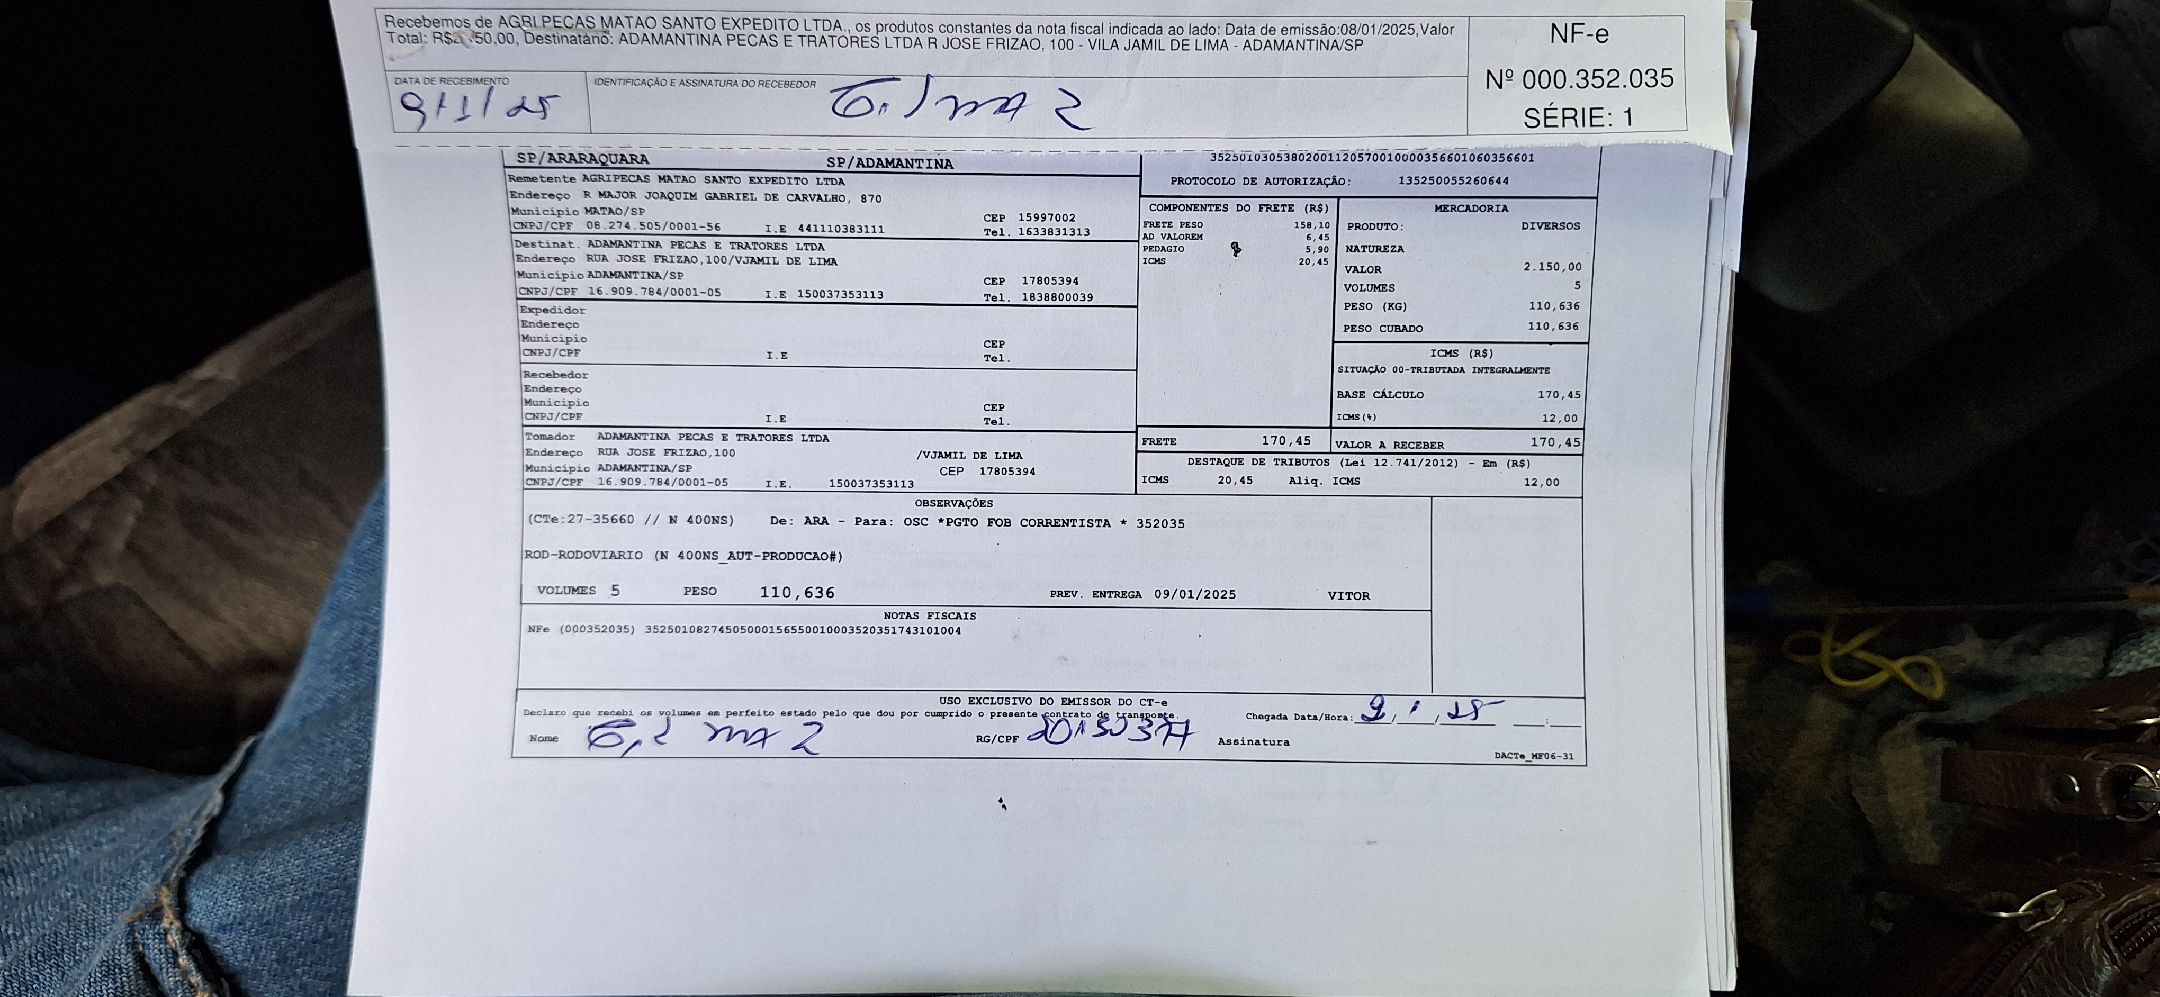 Recebemos de AGRI PEÇAS MATAO SANTO EXPEDITO LTDA., os produtos constantes da nota fiscal indicada ao lado: Data de emissão:08/01/2025,Valor
Total: R$ 50,00, Destinatário: ADAMANTINA PECAS E TRATORES LTDA R JOSE FRIZAO, 100 - VILA JAMIL DE LIMA - ADAMANTINA/SP
NF-e
Nº 000.352.035
SÉRIE: 1
DATA DE RECEBIMENTO
9/1/25
IDENTIFICAÇÃO E ASSINATURA DO RECEBEDOR
SP/ARARAQUARA SP/ADAMANTINA
Remetente AGRIPECAS MATAO SANTO EXPEDITO LTDA
Endereço R MAJOR JOAQUIM GABRIEL DE CARVALHO, 870
Município MATAO/SP CEP 15997002
CNPJ/CPF 08.274.505/0001-56 I.E 441110383111 Tel. 1633831313
Destinat. ADAMANTINA PECAS E TRATORES LTDA
Endereço RUA JOSE FRIZAO,100/VJAMIL DE LIMA
Município ADAMANTINA/SP CEP 17805394
CNPJ/CPF 16.909.784/0001-05 I.E 150037353113 Tel. 1838800039
Expedidor
Endereço
Município CEP
CNPJ/CPF I.E Tel.
Recebedor
Endereço
Município CEP
CNPJ/CPF I.E Tel.
Tomador ADAMANTINA PECAS E TRATORES LTDA
Endereço RUA JOSE FRIZAO,100 /VJAMIL DE LIMA
Município ADAMANTINA/SP CEP 17805394
CNPJ/CPF 16.909.784/0001-05 I.E. 150037353113
35250103053802001120570010000356601060356601
PROTOCOLO DE AUTORIZAÇÂO: 135250055260644
COMPONENTES DO FRETE (R$)
FRETE PESO 158,10
AD VALOREM 6,45
PEDAGIO 5,90
ICMS 20,45
MERCADORIA
PRODUTO: DIVERSOS
NATUREZA
VALOR 2.150,00
VOLUMES 5
PESO (KG) 110,636
PESO CUBADO 110,636
ICMS (R$)
SITUAÇÃO 00-TRIBUTADA INTEGRALMENTE
BASE CÁLCULO 170,45
ICMS(%) 12,00
FRETE 170,45 VALOR A RECEBER 170,45
DESTAQUE DE TRIBUTOS (Lei 12.741/2012) - Em (R$)
ICMS 20,45 Aliq. ICMS 12,00
OBSERVAÇÕES
(CTe:27-35660 // N 400NS) De: ARA - Para: OSC *PGTO FOB CORRENTISTA * 352035
ROD-RODOVIARIO (N 400NS_AUT-PRODUCAO#)
VOLUMES 5 PESO 110,636 PREV. ENTREGA 09/01/2025 VITOR
NOTAS FISCAIS
NFe (000352035) 35250108274505000156550010003520351743101004
USO EXCLUSIVO DO EMISSOR DO CT-e
Declaro que recebi os volumes em perfeito estado pelo que dou por cumprido o presente contrato de transporte.
Chegada Data/Hora: 9/1/25 __:__
Nome RG/CPF Assinatura
DACTe_MF06-31